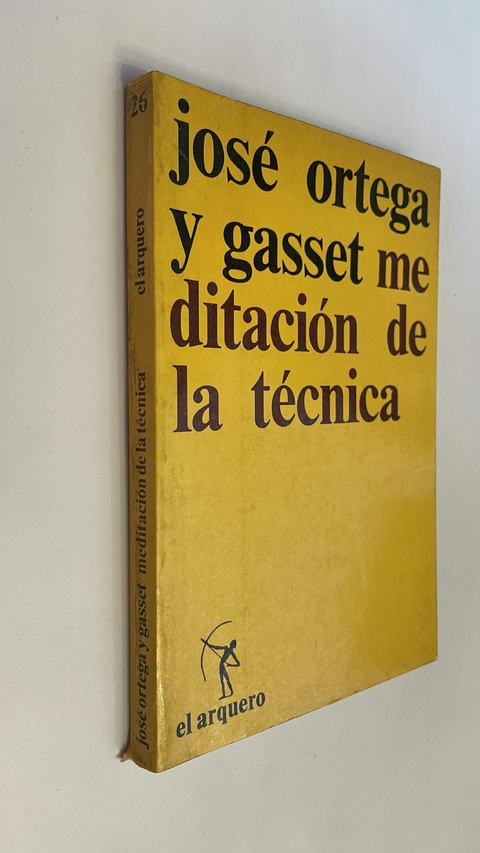 josé ortega
y gasset me
ditación de
la técnica
el arquero
26
el arquero
josé ortega y gasset meditación de la técnica